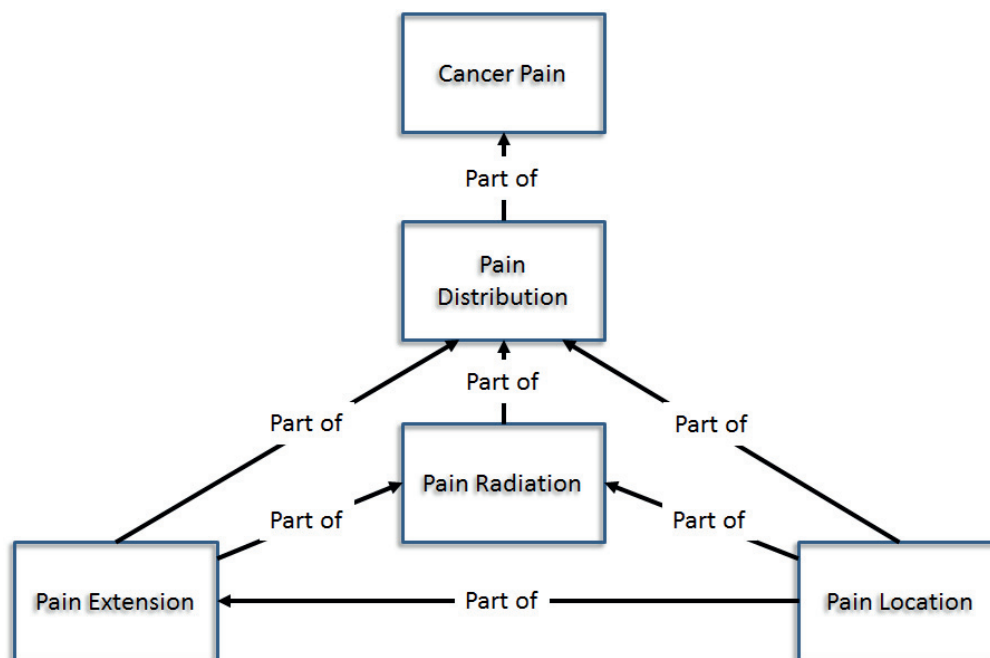 Cancer Pain
Part of
Pain
Distribution
Part of
Part of
Part of
Pain Radiation
Part of
Part of
Pain Extension
Part of
Pain Location